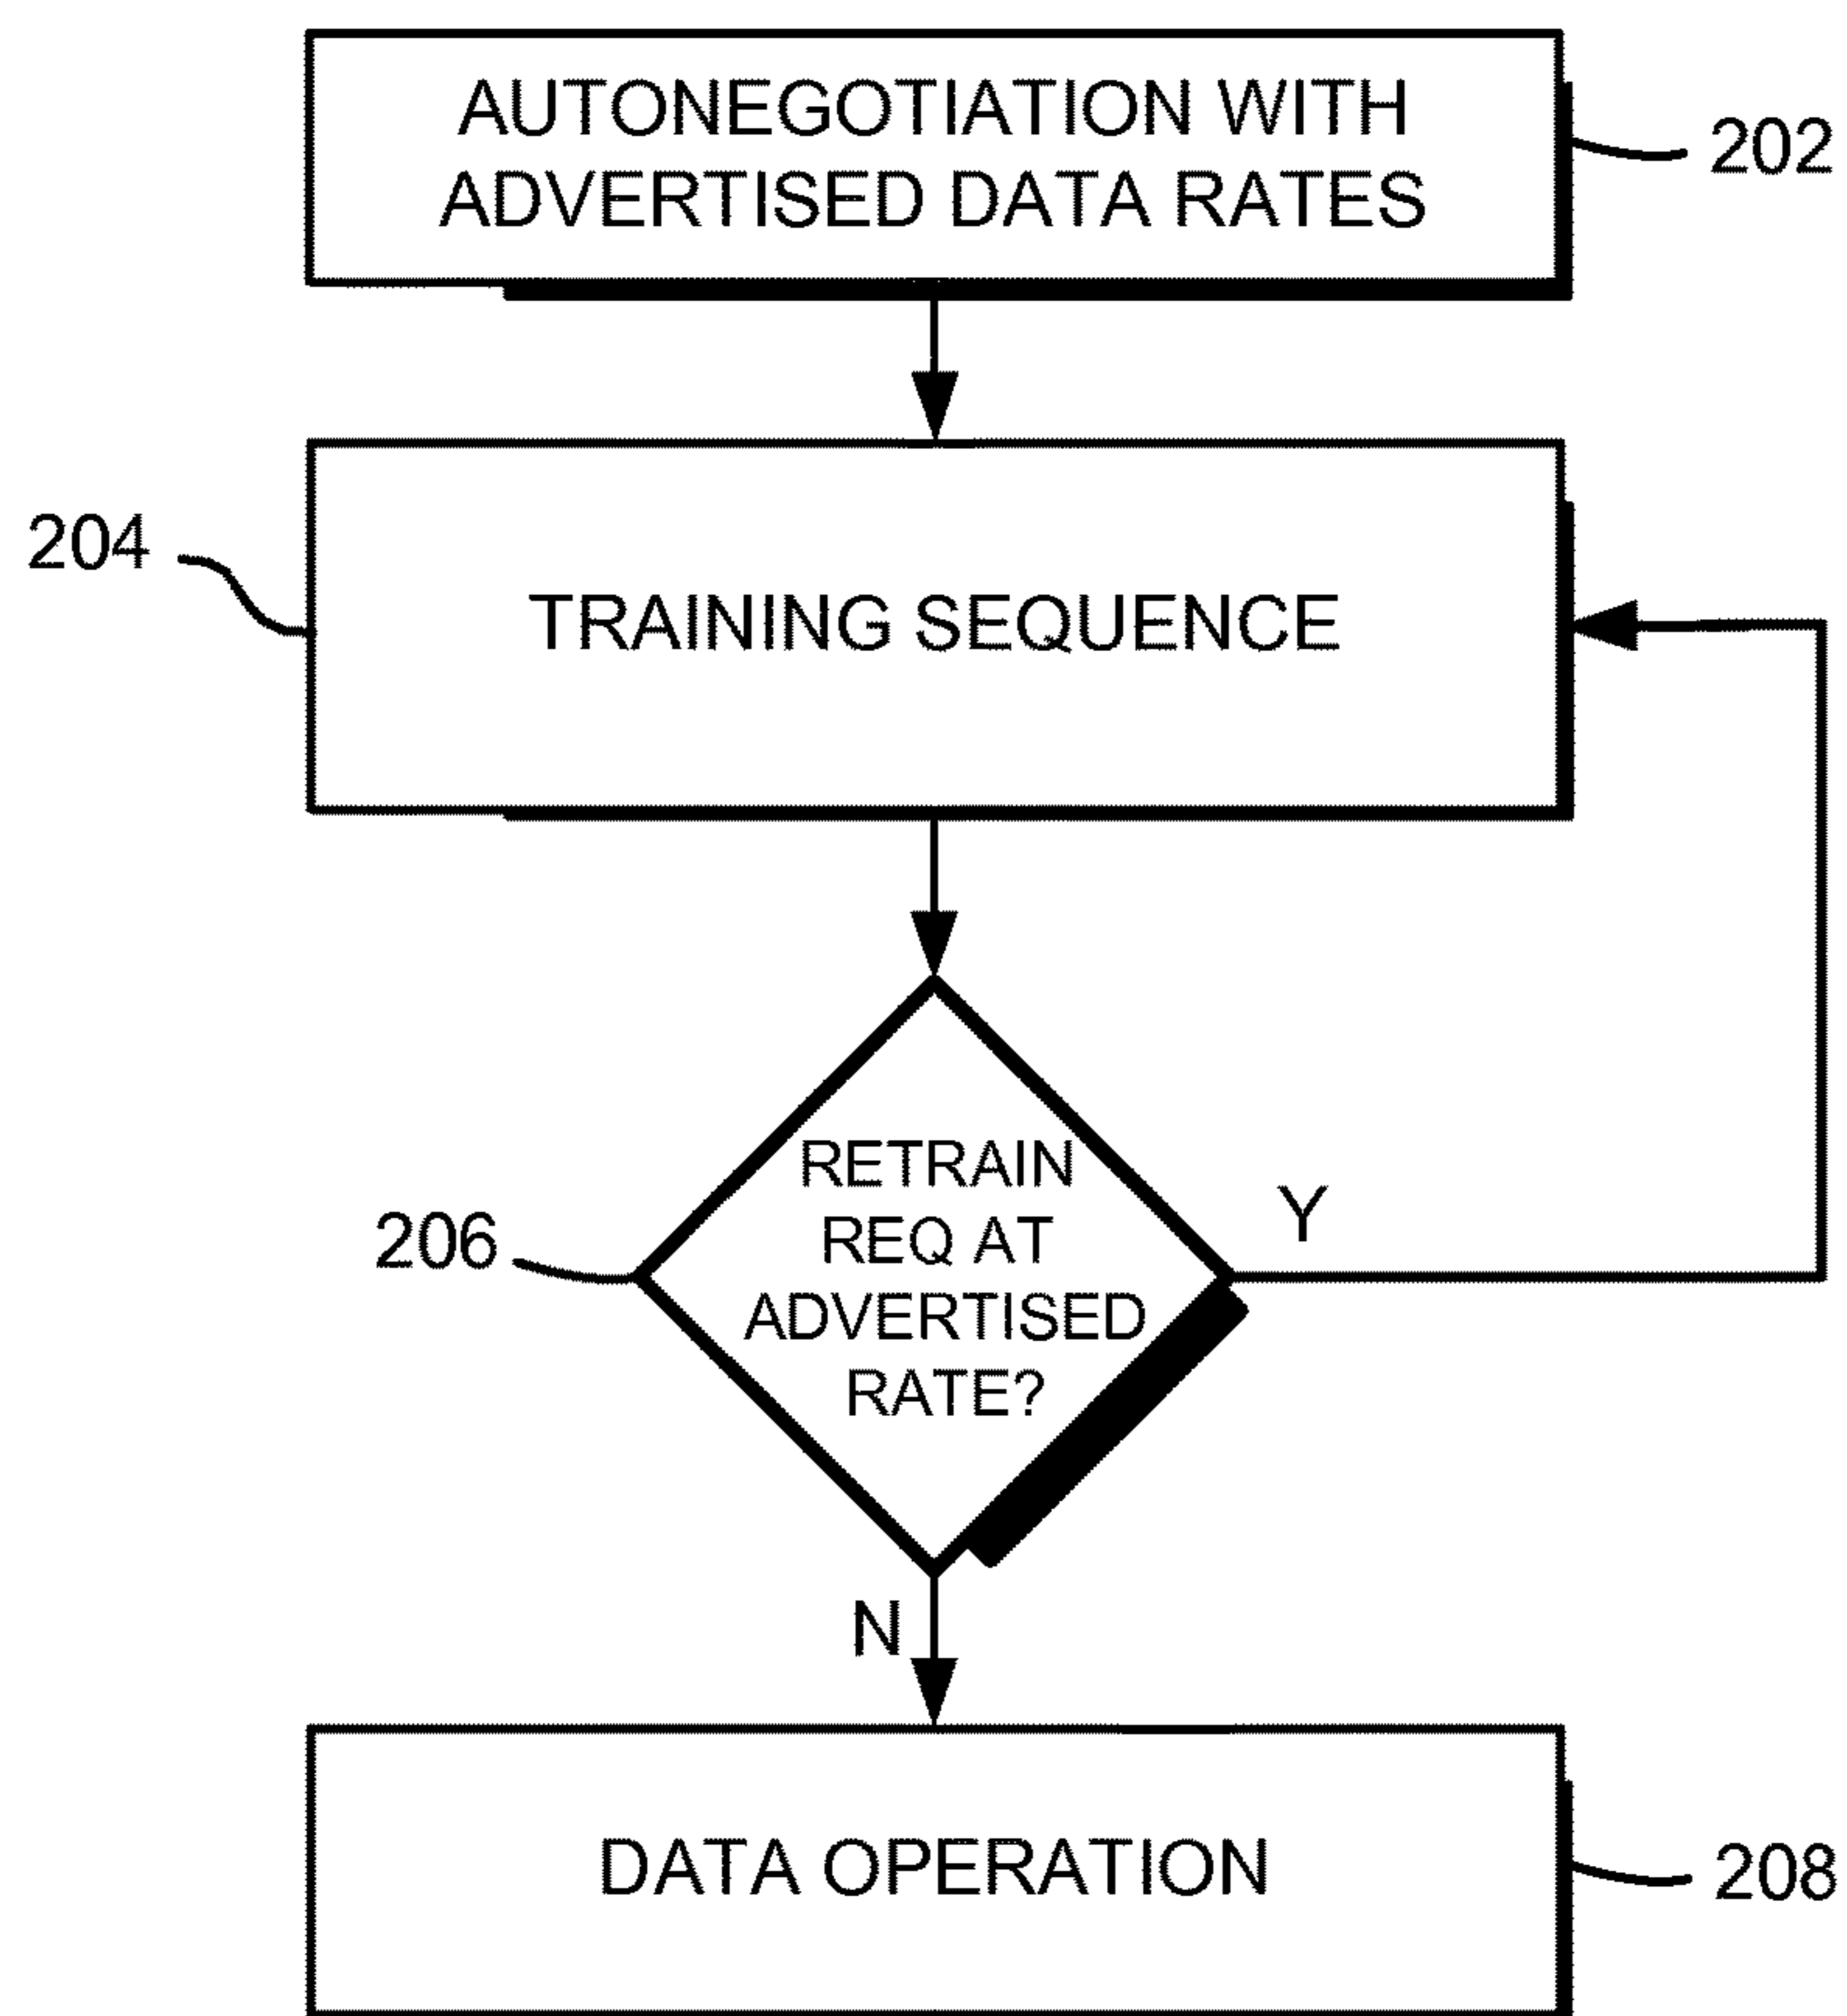 AUTONEGOTIATION WITH
ADVERTISED DATA RATES
202
204
TRAINING SEQUENCE
RETRAIN
REQ AT
ADVERTISED
RATE?
206
Y
N
DATA OPERATION
208